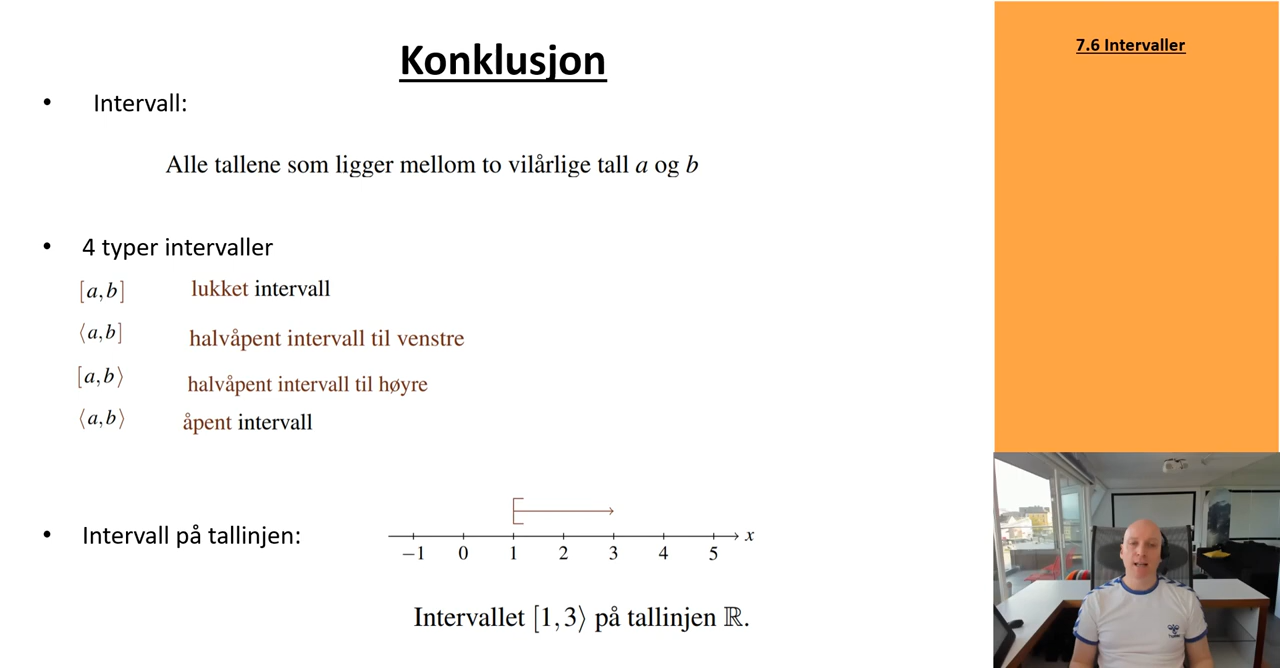 Konklusjon
7.6 Intervaller
• Intervall:
Alle tallene som ligger mellom to vilårlige tall a og b
• 4 typer intervaller
[a,b] lukket intervall
⟨a,b] halvåpent intervall til venstre
[a,b⟩ halvåpent intervall til høyre
⟨a,b⟩ åpent intervall
• Intervall på tallinjen:
−1 0 1 2 3 4 5 x
Intervallet [1,3⟩ på tallinjen ℝ.